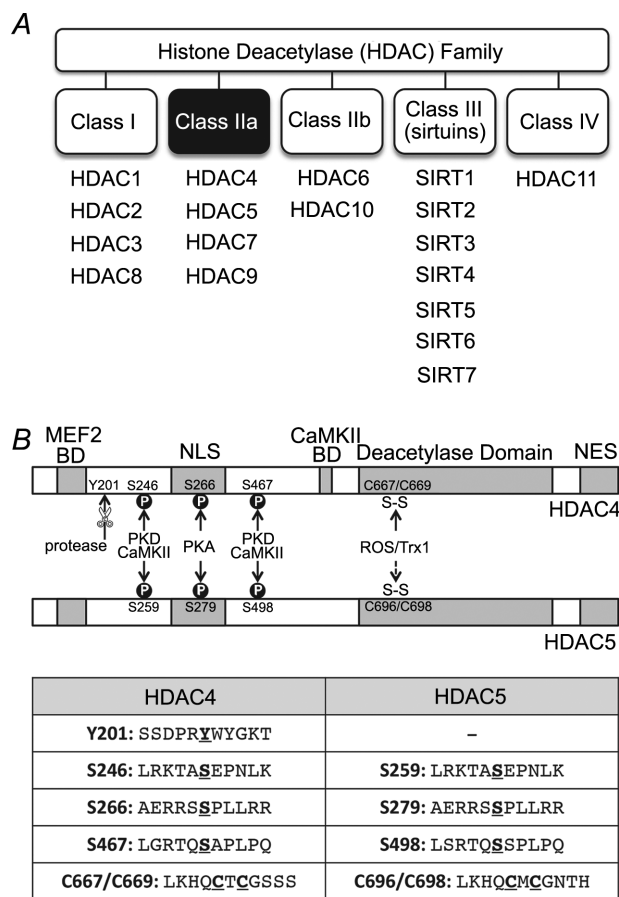 A
Histone Deacetylase (HDAC) Family
Class I
Class IIa
Class IIb
Class III
(sirtuins)
Class IV
HDAC1 HDAC4 HDAC6 SIRT1 HDAC11
HDAC2 HDAC5 HDAC10 SIRT2
HDAC3 HDAC7 SIRT3
HDAC8 HDAC9 SIRT4
SIRT5
SIRT6
SIRT7
B
MEF2
BD
NLS
CaMKII
BD
Deacetylase Domain
NES
Y201 S246 S266 S467 C667/C669
P P P S-S
HDAC4
protease
PKD
CaMKII
PKA
PKD
CaMKII
ROS/Trx1
P P P S-S
S259 S279 S498 C696/C698
HDAC5
HDAC4 HDAC5
Y201: SSDPRYWYGKT –
S246: LRKTASEPNLK S259: LRKTASEPNLK
S266: AERRSSPLLRR S279: AERRSSPLLRR
S467: LGRTQSAPLPQ S498: LSRTQSSPLPQ
C667/C669: LKHQCTCGSSS C696/C698: LKHQCMCGNTH